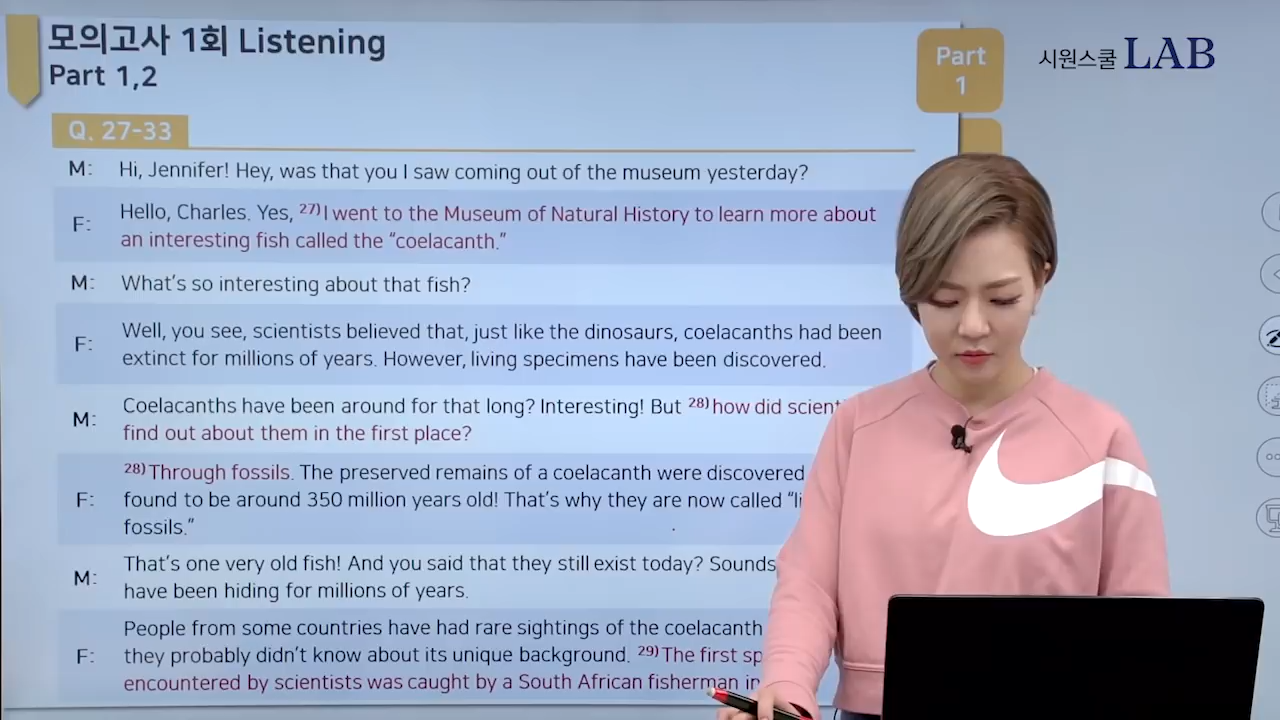 모의고사 1회 Listening
Part 1,2
Part
1
시원스쿨 LAB
Q. 27-33
M: Hi, Jennifer! Hey, was that you I saw coming out of the museum yesterday?
F: Hello, Charles. Yes, 27) I went to the Museum of Natural History to learn more about
an interesting fish called the “coelacanth.”
M: What's so interesting about that fish?
F: Well, you see, scientists believed that, just like the dinosaurs, coelacanths had been
extinct for millions of years. However, living specimens have been discovered.
M: Coelacanths have been around for that long? Interesting! But 28) how did
find out about them in the first place?
F: 28) Through fossils. The preserved remains of a coelacanth were discovered
found to be around 350 million years old! That's why they are now called
fossils.”
M: That's one very old fish! And you said that they still exist today? Sounds
have been hiding for millions of years.
F: People from some countries have had rare sightings of the coelacanth
they probably didn't know about its unique background. 29) The first
encountered by scientists was caught by a South African fisherman in